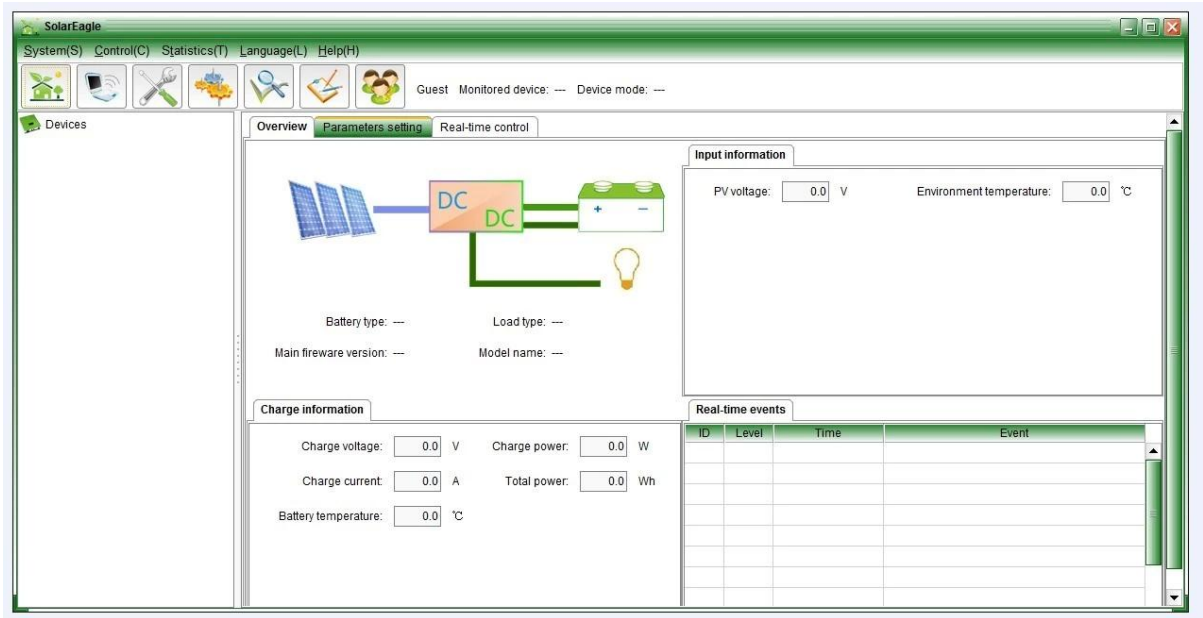 SolarEagle
System(S) Control(C) Statistics(T) Language(L) Help(H)
Guest Monitored device: --- Device mode: ---
Devices
Overview Parameters setting Real-time control
DC
DC
+ −
Battery type: --- Load type: ---
Main fireware version: --- Model name: ---
Input information
PV voltage: 0.0 V Environment temperature: 0.0 ℃
Charge information
Charge voltage: 0.0 V Charge power: 0.0 W
Charge current: 0.0 A Total power: 0.0 Wh
Battery temperature: 0.0 ℃
Real-time events
ID Level Time Event